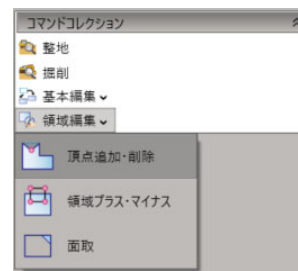 コマンドコレクション
整地
掘削
基本編集
領域編集
頂点追加・削除
領域プラス・マイナス
面取